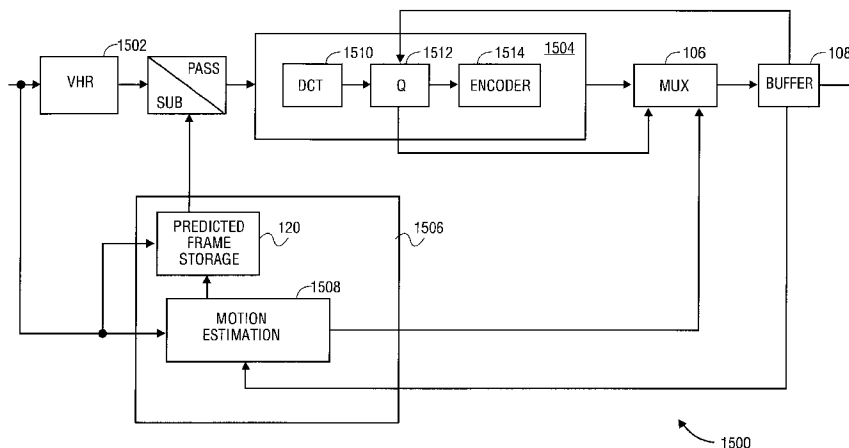 1502
VHR
PASS
SUB
1504
1510
DCT
1512
Q
1514
ENCODER
106
MUX
108
BUFFER
PREDICTED
FRAME
STORAGE
120
1506
1508
MOTION
ESTIMATION
1500